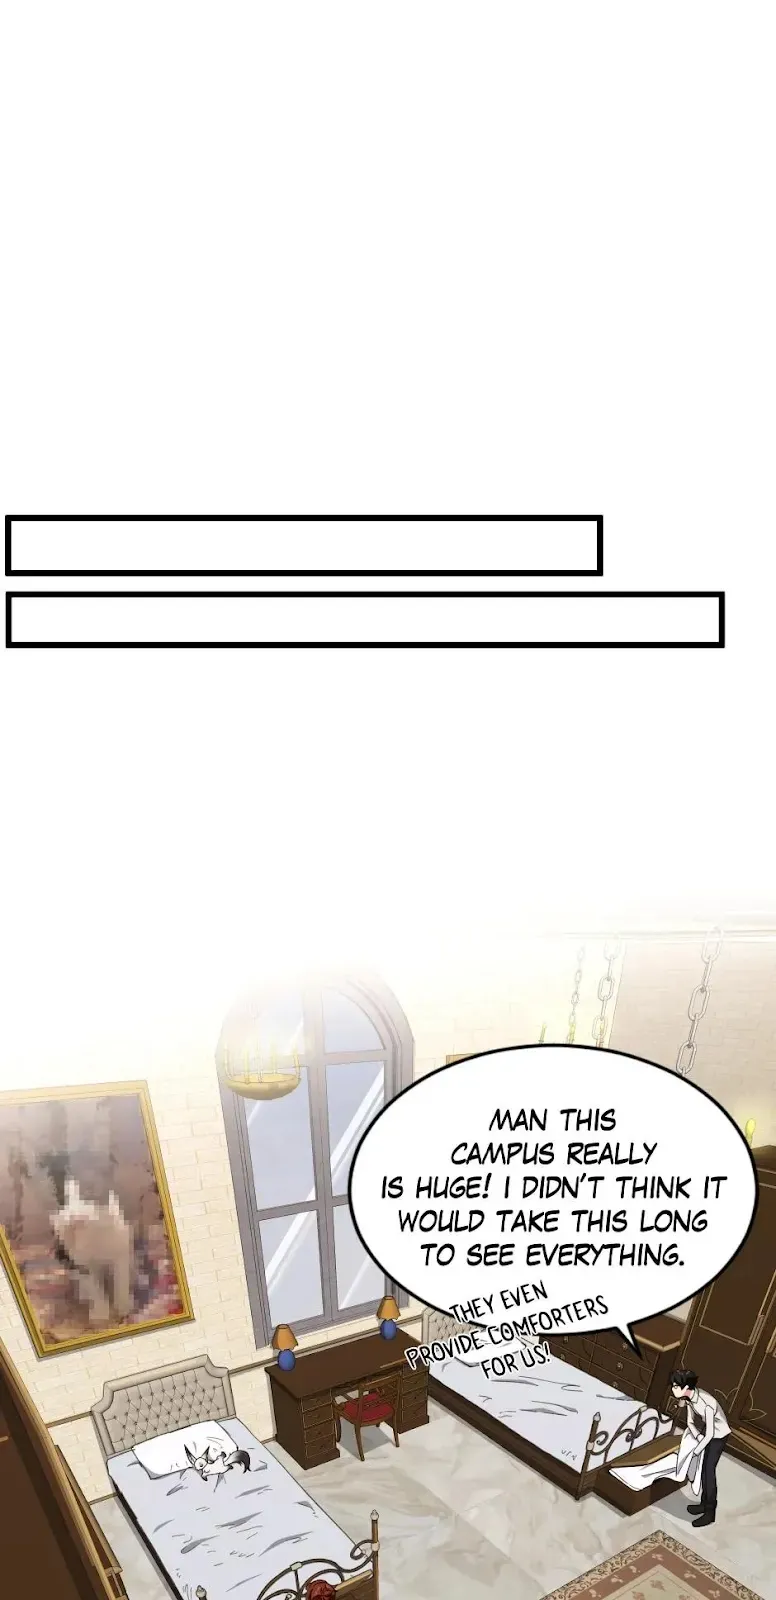 MAN THIS
CAMPUS REALLY
IS HUGE! I DIDN'T THINK IT
WOULD TAKE THIS LONG
TO SEE EVERYTHING.
THEY EVEN
PROVIDE COMFORTERS
FOR US!